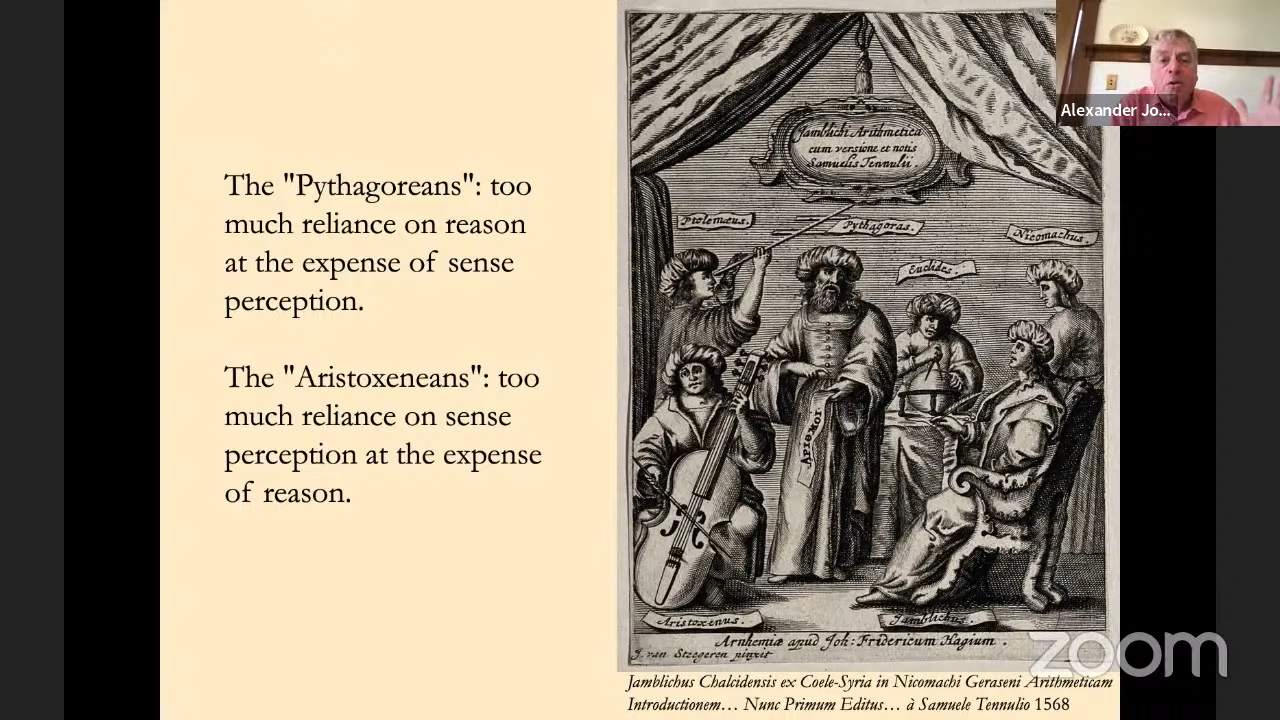 The "Pythagoreans": too
much reliance on reason
at the expense of sense
perception.
The "Aristoxeneans": too
much reliance on sense
perception at the expense
of reason.
Alexander Jo...
Jamblichi Arithmetica
cum versione et notis
Samuelis Tennulii
Ptolemæus.
Pythagoras.
Nicomachus.
Euclides.
Aristoxenus.
Jamblichus.
Arnhemiæ apud Joh: Fridericum Hagium.
J. van Steegeren pinxit
zoom
Jamblichus Chalcidensis ex Coele-Syria in Nicomachi Geraseni Arithmeticam
Introductionem… Nunc Primum Editus… à Samuele Tennulio 1568